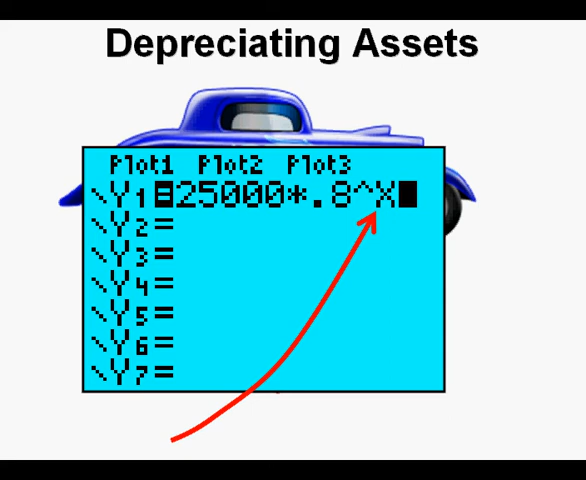 Depreciating Assets
Plot1 Plot2 Plot3
\Y1=25000*.8^X
\Y2=
\Y3=
\Y4=
\Y5=
\Y6=
\Y7=